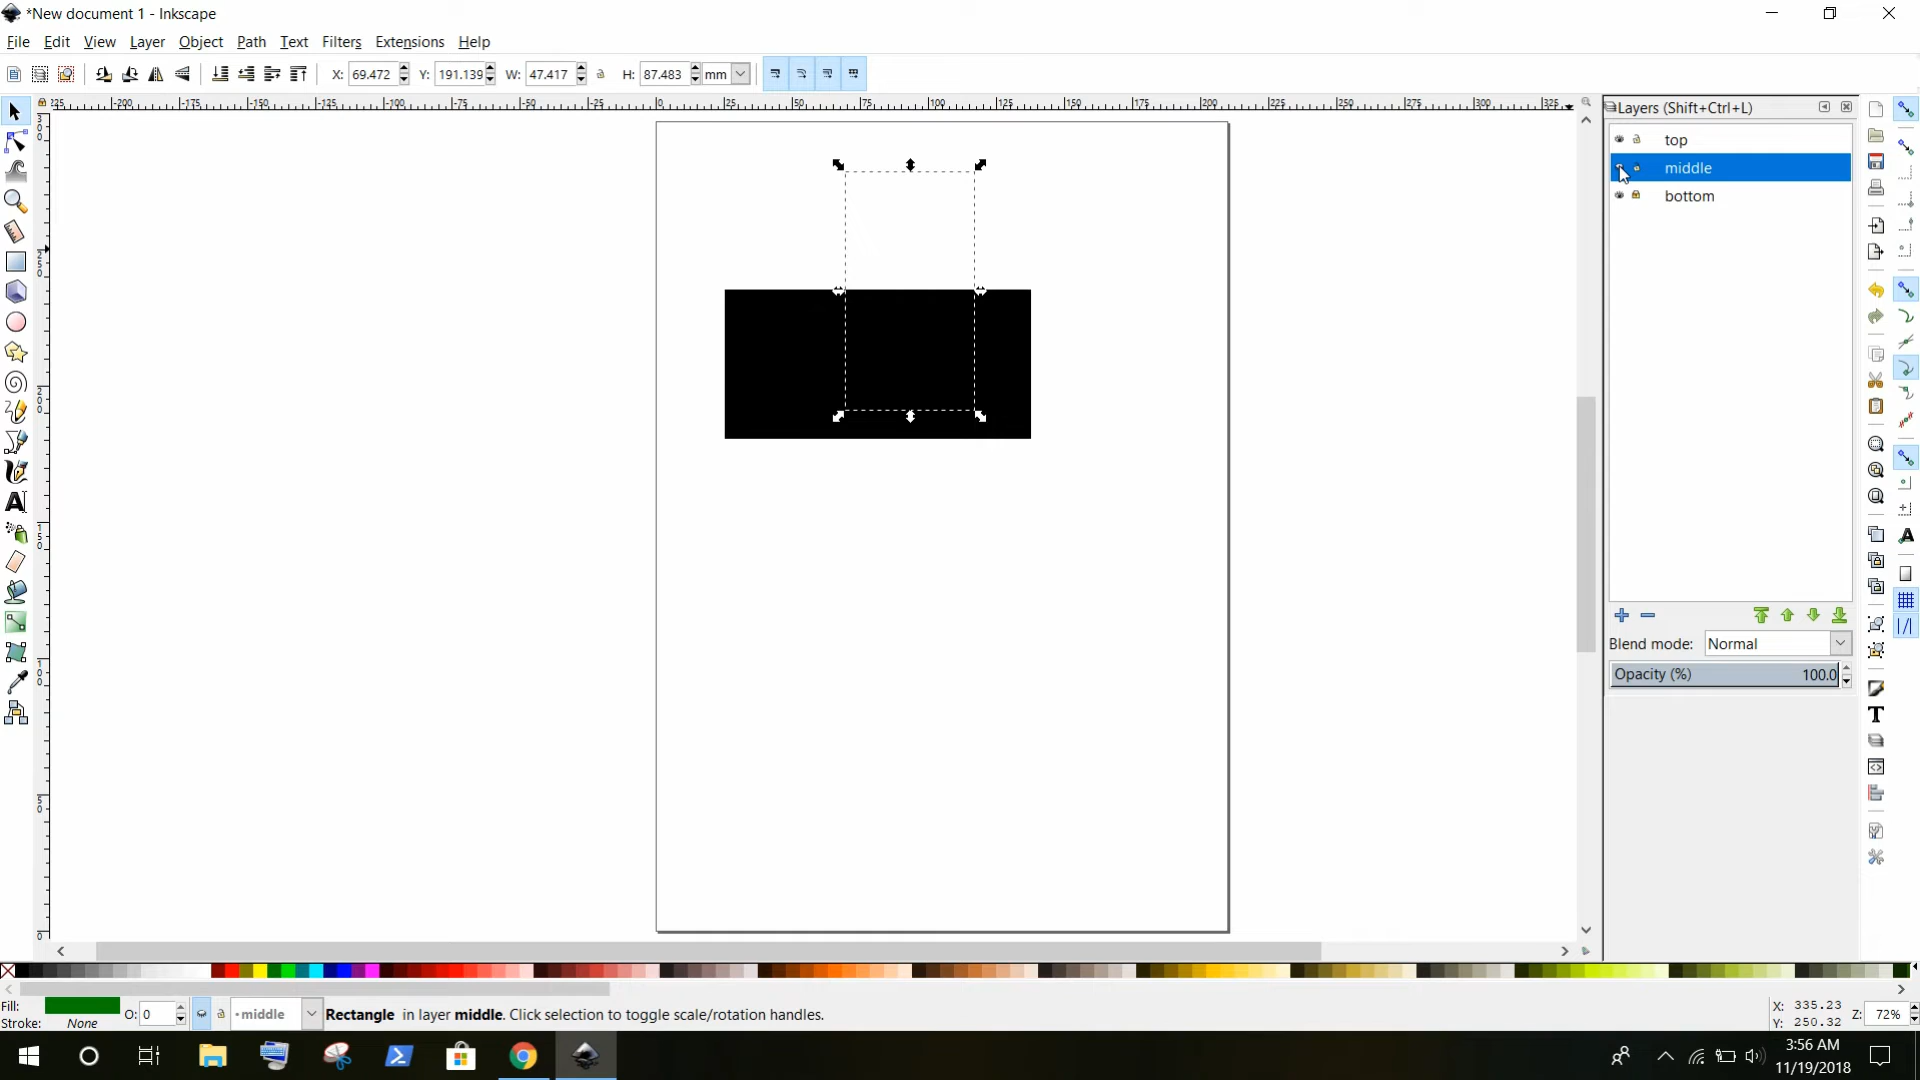 *New document 1 - Inkscape
File Edit View Layer Object Path Text Filters Extensions Help
X: 69.472 Y: 191.139 W: 47.417 H: 87.483 mm
Layers (Shift+Ctrl+L)
top
middle
bottom
Blend mode: Normal
Opacity (%) 100.0
Fill:
Stroke: None
O: 0
•middle
Rectangle in layer middle. Click selection to toggle scale/rotation handles.
X: 335.23
Y: 250.32
Z: 72%
3:56 AM
11/19/2018